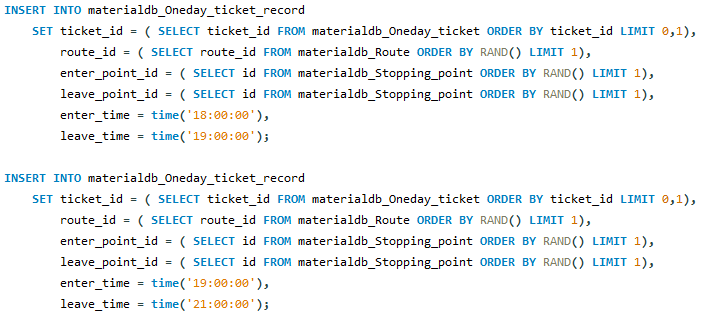 INSERT INTO materialdb_Oneday_ticket_record
SET ticket_id = ( SELECT ticket_id FROM materialdb_Oneday_ticket ORDER BY ticket_id LIMIT 0,1),
route_id = ( SELECT route_id FROM materialdb_Route ORDER BY RAND() LIMIT 1),
enter_point_id = ( SELECT id FROM materialdb_Stopping_point ORDER BY RAND() LIMIT 1),
leave_point_id = ( SELECT id FROM materialdb_Stopping_point ORDER BY RAND() LIMIT 1),
enter_time = time('18:00:00'),
leave_time = time('19:00:00');
INSERT INTO materialdb_Oneday_ticket_record
SET ticket_id = ( SELECT ticket_id FROM materialdb_Oneday_ticket ORDER BY ticket_id LIMIT 0,1),
route_id = ( SELECT route_id FROM materialdb_Route ORDER BY RAND() LIMIT 1),
enter_point_id = ( SELECT id FROM materialdb_Stopping_point ORDER BY RAND() LIMIT 1),
leave_point_id = ( SELECT id FROM materialdb_Stopping_point ORDER BY RAND() LIMIT 1),
enter_time = time('19:00:00'),
leave_time = time('21:00:00');